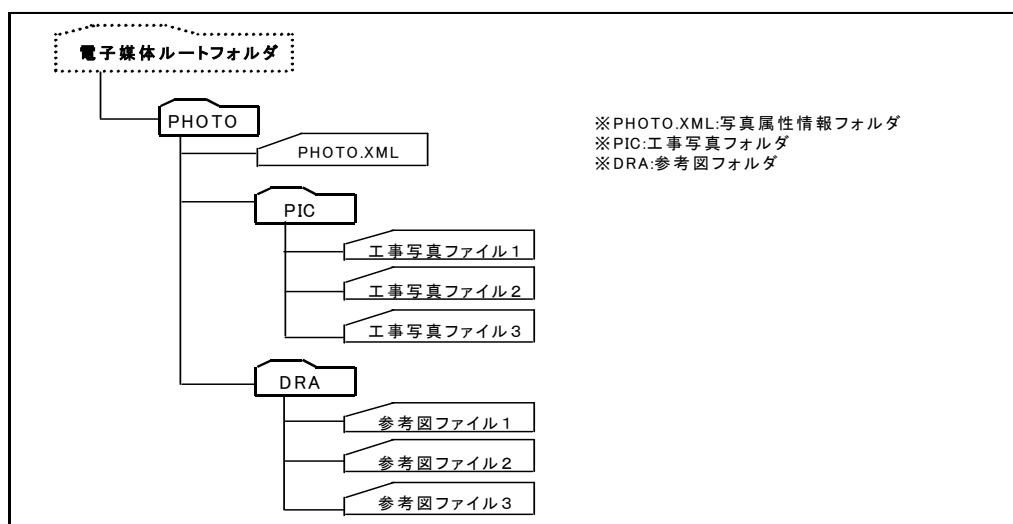 電子媒体ルートフォルダ
PHOTO
PHOTO.XML
※PHOTO.XML:写真属性情報フォルダ
※PIC:工事写真フォルダ
※DRA:参考図フォルダ
PIC
工事写真ファイル1
工事写真ファイル2
工事写真ファイル3
DRA
参考図ファイル1
参考図ファイル2
参考図ファイル3